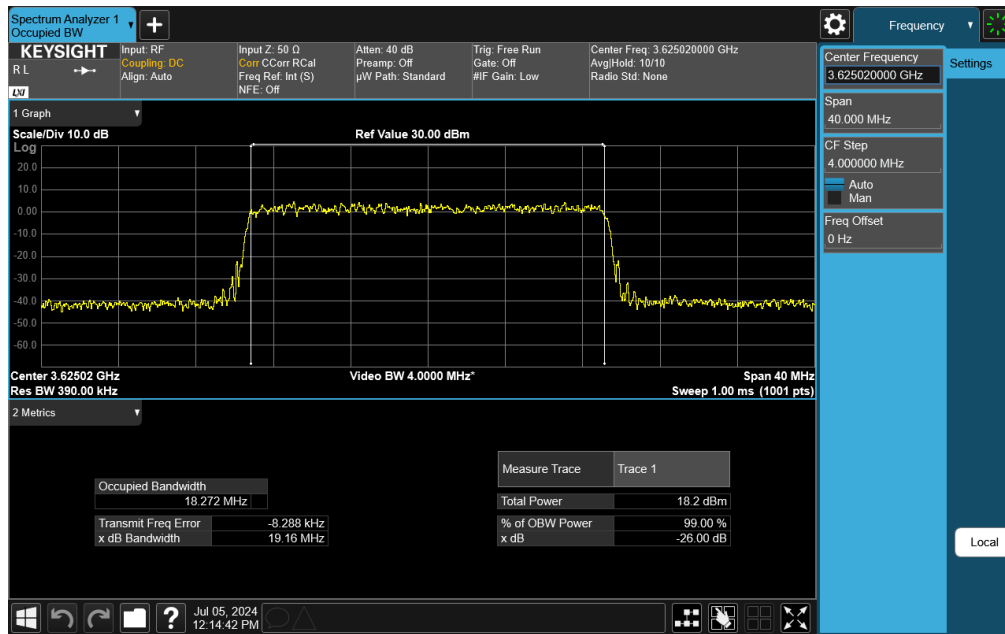 Spectrum Analyzer 1
Occupied BW
Frequency
KEYSIGHT
R L
LXI
Input: RF
Coupling: DC
Align: Auto
Input Z: 50 Ω
Corr CCorr RCal
Freq Ref: Int (S)
NFE: Off
Atten: 40 dB
Preamp: Off
µW Path: Standard
Trig: Free Run
Gate: Off
#IF Gain: Low
Center Freq: 3.625020000 GHz
Avg|Hold: 10/10
Radio Std: None
Center Frequency
3.625020000 GHz
Settings
Span
40.000 MHz
CF Step
4.000000 MHz
Auto
Man
Freq Offset
0 Hz
Local
1 Graph
Scale/Div 10.0 dB
Ref Value 30.00 dBm
Log
20.0
10.0
0.00
-10.0
-20.0
-30.0
-40.0
-50.0
-60.0
Center 3.62502 GHz
Video BW 4.0000 MHz*
Span 40 MHz
Res BW 390.00 kHz
Sweep 1.00 ms (1001 pts)
2 Metrics
Measure Trace Trace 1
Occupied Bandwidth
18.272 MHz
Total Power 18.2 dBm
Transmit Freq Error -8.288 kHz
% of OBW Power 99.00 %
x dB Bandwidth 19.16 MHz
x dB -26.00 dB
?
Jul 05, 2024
12:14:42 PM